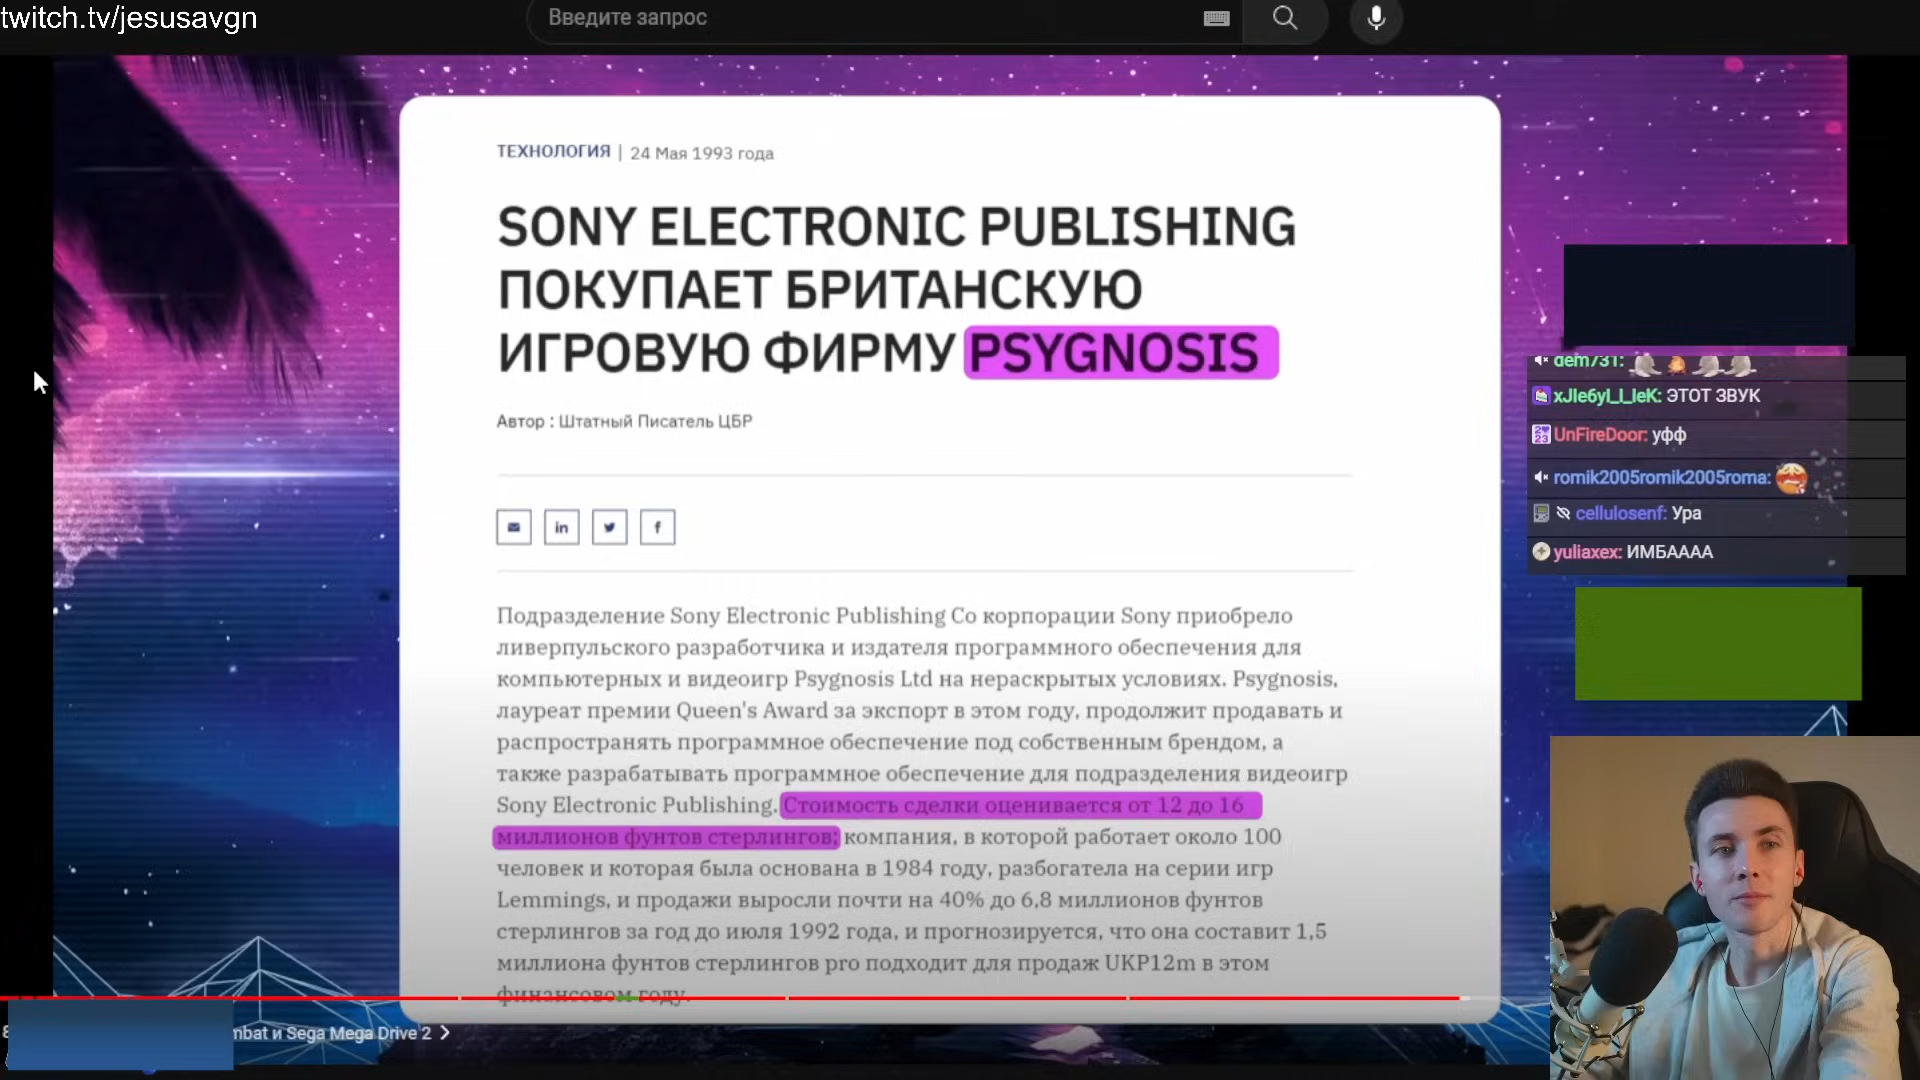 twitch.tv/jesusavgn
Введите запрос
ТЕХНОЛОГИЯ | 24 Мая 1993 года
SONY ELECTRONIC PUBLISHING
ПОКУПАЕТ БРИТАНСКУЮ
ИГРОВУЮ ФИРМУ PSYGNOSIS
Автор : Штатный Писатель ЦБР
in
f
Подразделение Sony Electronic Publishing Co корпорации Sony приобрело
ливерпульского разработчика и издателя программного обеспечения для
компьютерных и видеоигр Psygnosis Ltd на нераскрытых условиях. Psygnosis,
лауреат премии Queen's Award за экспорт в этом году, продолжит продавать и
распространять программное обеспечение под собственным брендом, а
также разрабатывать программное обеспечение для подразделения видеоигр
Sony Electronic Publishing. Стоимость сделки оценивается от 12 до 16
миллионов фунтов стерлингов; компания, в которой работает около 100
человек и которая была основана в 1984 году, разбогатела на серии игр
Lemmings, и продажи выросли почти на 40% до 6,8 миллионов фунтов
стерлингов за год до июля 1992 года, и прогнозируется, что она составит 1,5
миллиона фунтов стерлингов pro подходит для продаж UKP12m в этом
финансовом году.
dem731:
xJle6yl_l_leK: ЭТОТ ЗВУК
UnFireDoor: уфф
romik2005romik2005roma:
cellulosenf: Ура
yuliaxex: ИМБАААА
mbat и Sega Mega Drive 2